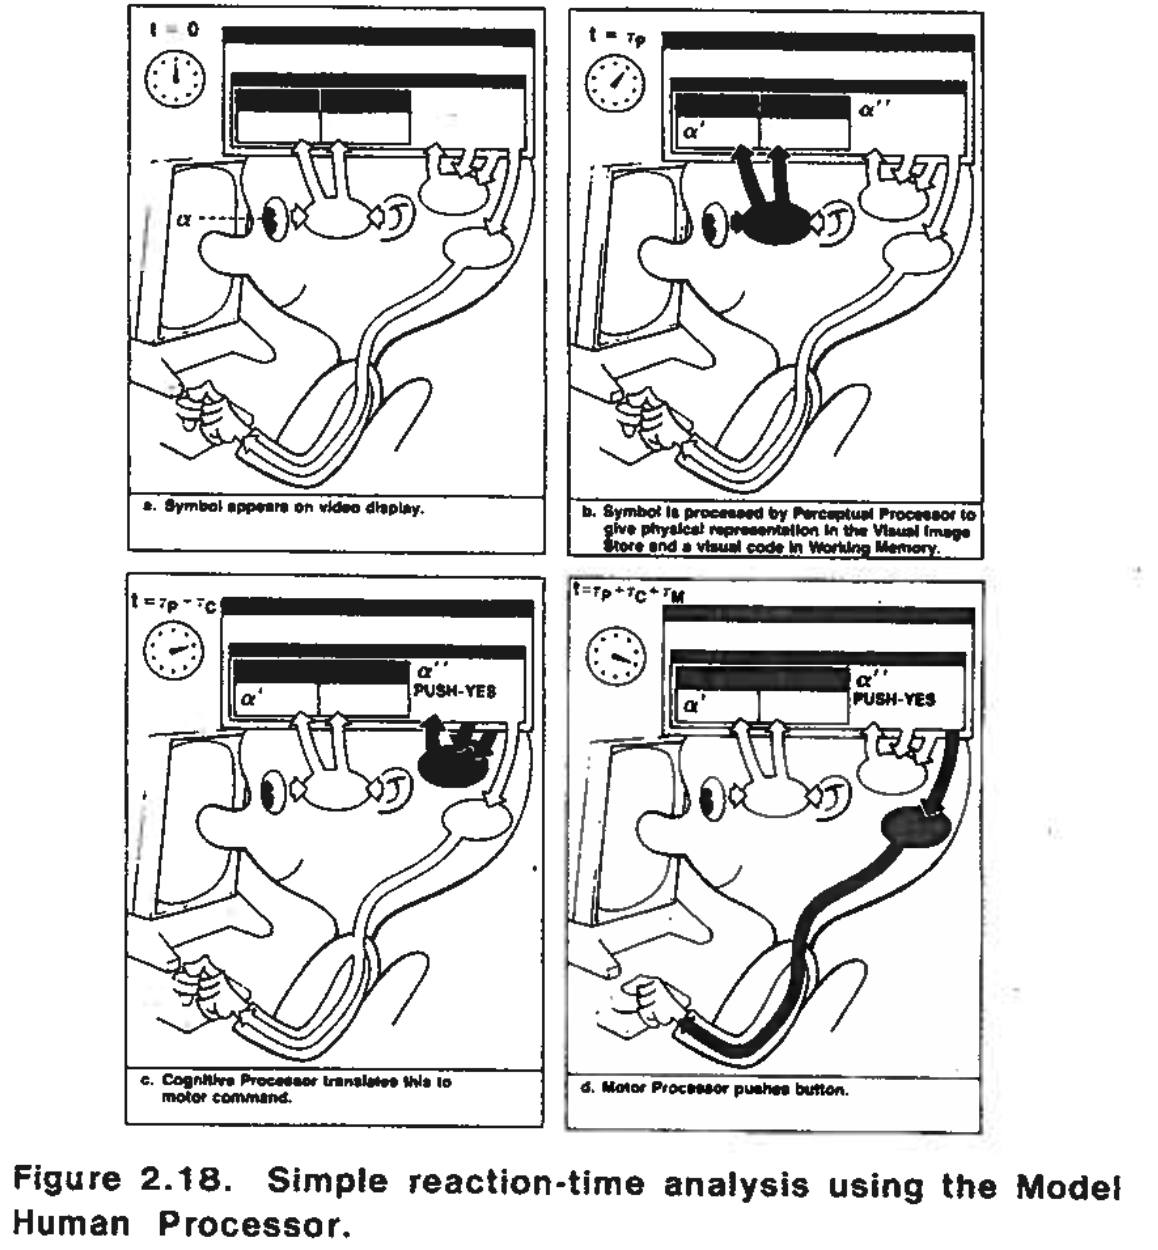 t = 0
α
a. Symbol appears on video display.
t = τP
α'
α''
b. Symbol is processed by Perceptual Processor to
give physical representation in the Visual Image
Store and a visual code in Working Memory.
t = τP - τC
α'
α''
PUSH-YES
c. Cognitive Processor translates this to
motor command.
t=τP+τC+τM
α'
α''
PUSH-YES
d. Motor Processor pushes button.
Figure 2.18. Simple reaction-time analysis using the Model
Human Processor.